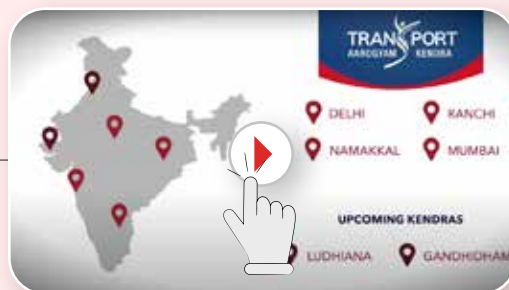 TRANSPORT
AAROGYAM KENDRA
DELHI
RANCHI
NAMAKKAL
MUMBAI
UPCOMING KENDRAS
LUDHIANA
GANDHIDHAM